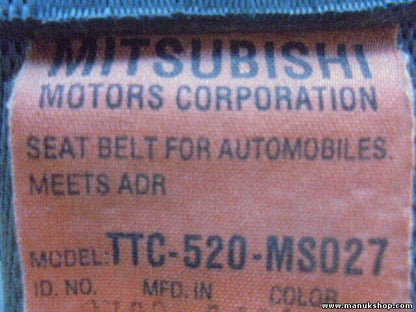 MITSUBISHI
MOTORS CORPORATION
SEAT BELT FOR AUTOMOBILES.
MEETS ADR
MODEL:TTC-520-MS027
ID. NO. MFD. IN COLOR
www.manukshop.com